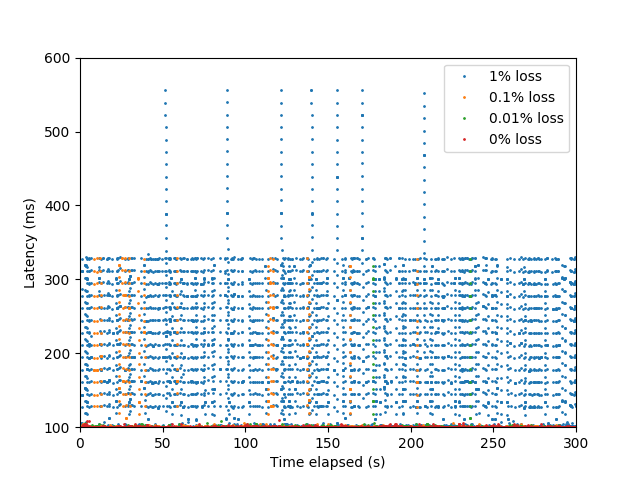 600
500
400
300
200
100
Latency (ms)
1% loss
0.1% loss
0.01% loss
0% loss
0 50 100 150 200 250 300
Time elapsed (s)